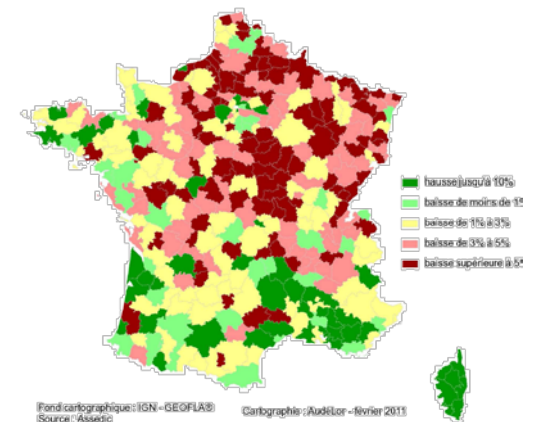 hausse jusqu'à 10%
baisse de moins de 1*
baisse de 1% à 3%
baisse de 3% à 5%
baisse supérieure à 5*
Fond cartographique : IGN - GEOFLA®
Source : Assedic
Cartographie : AudéLor - février 2011